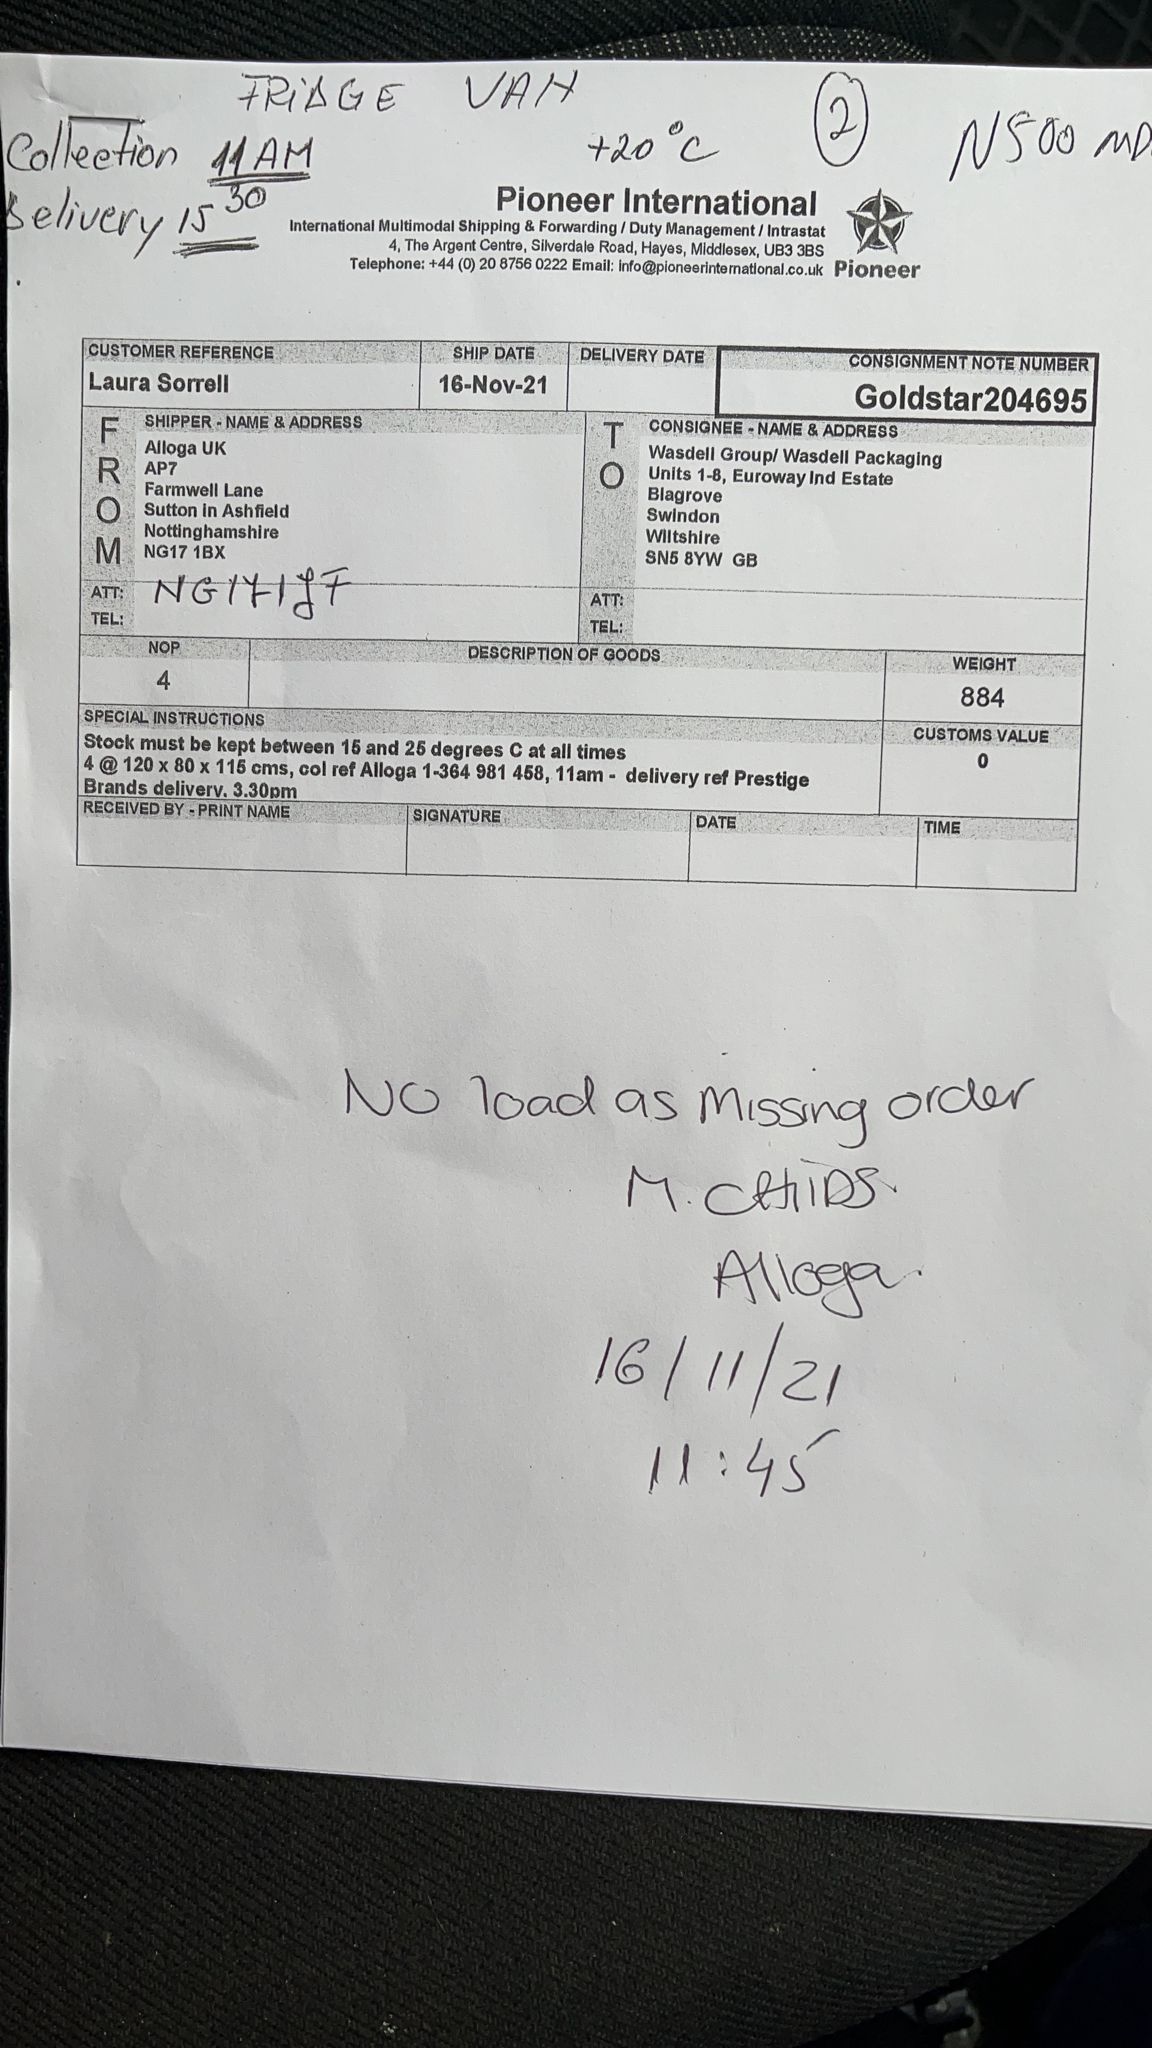 FRIDGE VAN
Collection 11AM
+20°C
2
N500 MD
Delivery 15 30
Pioneer International
International Multimodal Shipping & Forwarding / Duty Management / Intrastat
4, The Argent Centre, Silverdale Road, Hayes, Middlesex, UB3 3BS
Telephone: +44 (0) 20 8756 0222 Email: info@pioneerinternational.co.uk
Pioneer
CUSTOMER REFERENCE
Laura Sorrell
SHIP DATE
16-Nov-21
DELIVERY DATE
CONSIGNMENT NOTE NUMBER
Goldstar204695
FROM
SHIPPER - NAME & ADDRESS
Alloga UK
AP7
Farmwell Lane
Sutton in Ashfield
Nottinghamshire
NG17 1BX
ATT: NG171JF
TEL:
TO
CONSIGNEE - NAME & ADDRESS
Wasdell Group/ Wasdell Packaging
Units 1-8, Euroway Ind Estate
Blagrove
Swindon
Wiltshire
SN5 8YW GB
ATT:
TEL:
NOP
4
DESCRIPTION OF GOODS
WEIGHT
884
SPECIAL INSTRUCTIONS
Stock must be kept between 15 and 25 degrees C at all times
4 @ 120 x 80 x 115 cms, col ref Alloga 1-364 981 458, 11am - delivery ref Prestige
Brands delivery. 3.30pm
CUSTOMS VALUE
0
RECEIVED BY - PRINT NAME
SIGNATURE
DATE
TIME
No load as Missing order
M. CHIDS.
Alloga.
16/11/21
11:45